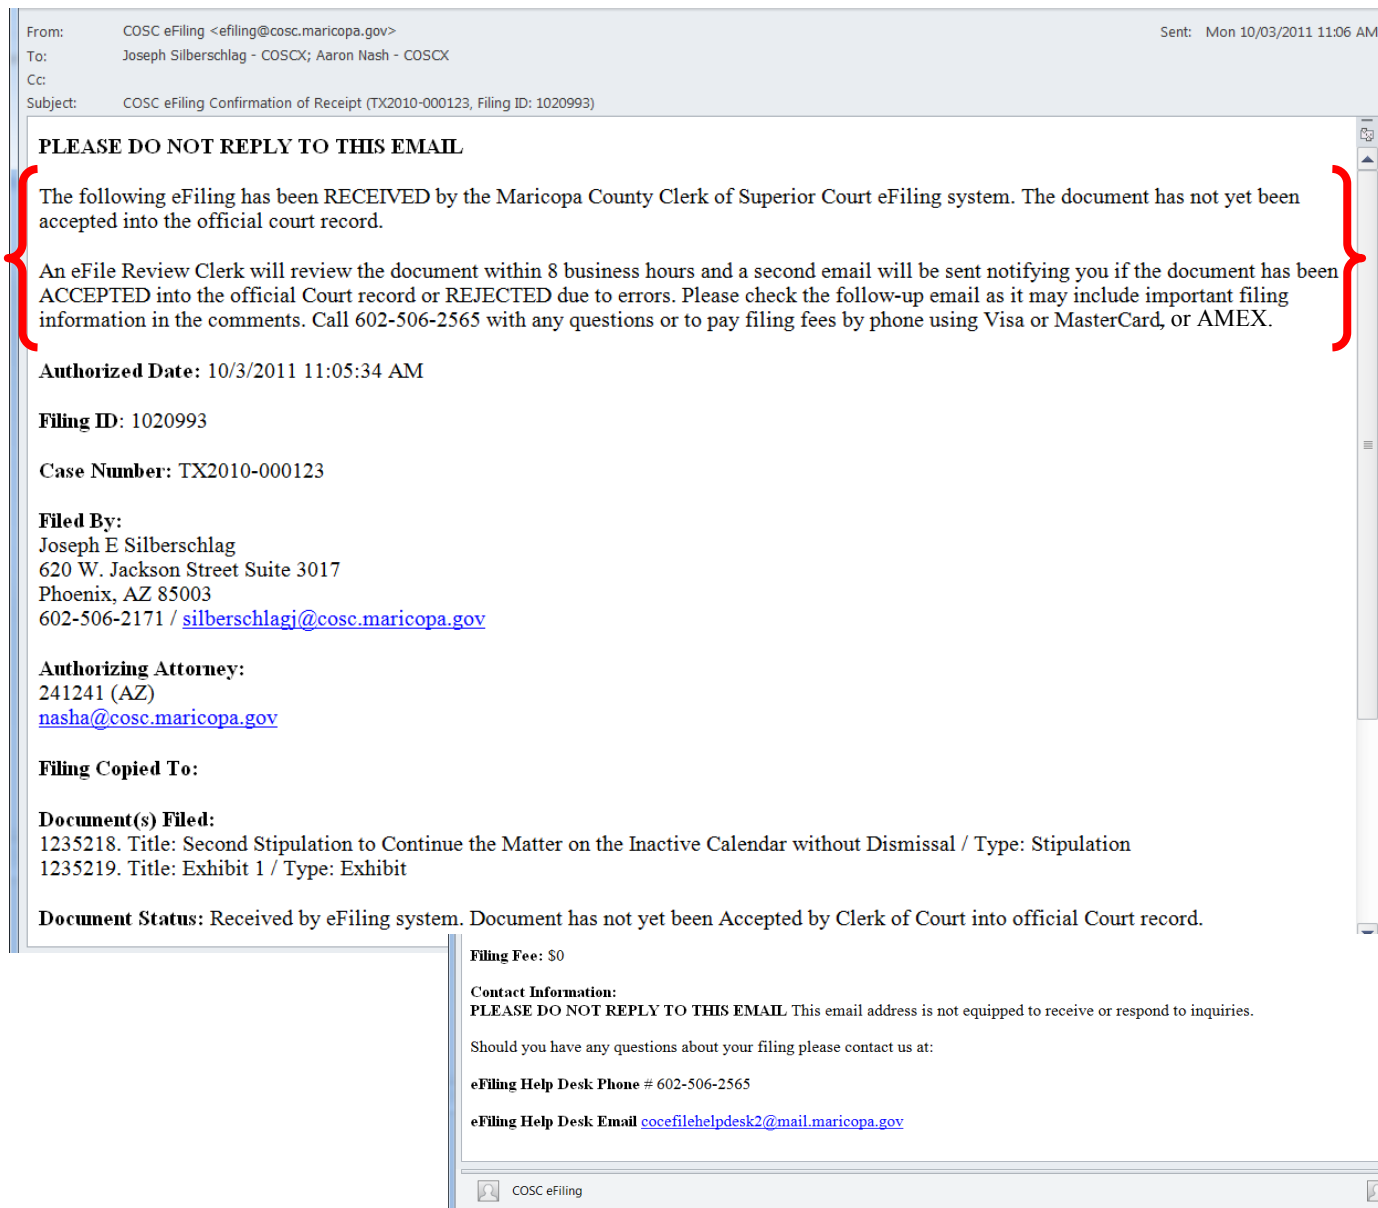 From: COSC eFiling <efiling@cosc.maricopa.gov> Sent: Mon 10/03/2011 11:06 AM
To: Joseph Silberschlag - COSCX; Aaron Nash - COSCX
Cc:
Subject: COSC eFiling Confirmation of Receipt (TX2010-000123, Filing ID: 1020993)
PLEASE DO NOT REPLY TO THIS EMAIL
The following eFiling has been RECEIVED by the Maricopa County Clerk of Superior Court eFiling system. The document has not yet been
accepted into the official court record.
An eFile Review Clerk will review the document within 8 business hours and a second email will be sent notifying you if the document has been
ACCEPTED into the official Court record or REJECTED due to errors. Please check the follow-up email as it may include important filing
information in the comments. Call 602-506-2565 with any questions or to pay filing fees by phone using Visa or MasterCard, or AMEX.
Authorized Date: 10/3/2011 11:05:34 AM
Filing ID: 1020993
Case Number: TX2010-000123
Filed By:
Joseph E Silberschlag
620 W. Jackson Street Suite 3017
Phoenix, AZ 85003
602-506-2171 / silberschlagj@cosc.maricopa.gov
Authorizing Attorney:
241241 (AZ)
nasha@cosc.maricopa.gov
Filing Copied To:
Document(s) Filed:
1235218. Title: Second Stipulation to Continue the Matter on the Inactive Calendar without Dismissal / Type: Stipulation
1235219. Title: Exhibit 1 / Type: Exhibit
Document Status: Received by eFiling system. Document has not yet been Accepted by Clerk of Court into official Court record.
Filing Fee: $0
Contact Information:
PLEASE DO NOT REPLY TO THIS EMAIL This email address is not equipped to receive or respond to inquiries.
Should you have any questions about your filing please contact us at:
eFiling Help Desk Phone # 602-506-2565
eFiling Help Desk Email cocefilehelpdesk2@mail.maricopa.gov
COSC eFiling